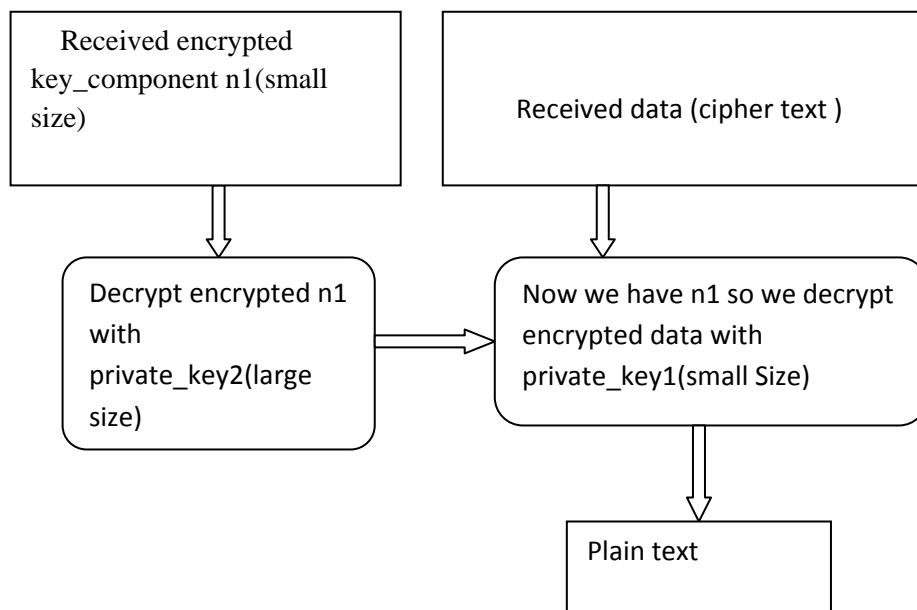 Received encrypted
key_component n1(small
size)
Received data (cipher text )
Decrypt encrypted n1
with
private_key2(large
size)
Now we have n1 so we decrypt
encrypted data with
private_key1(small Size)
Plain text